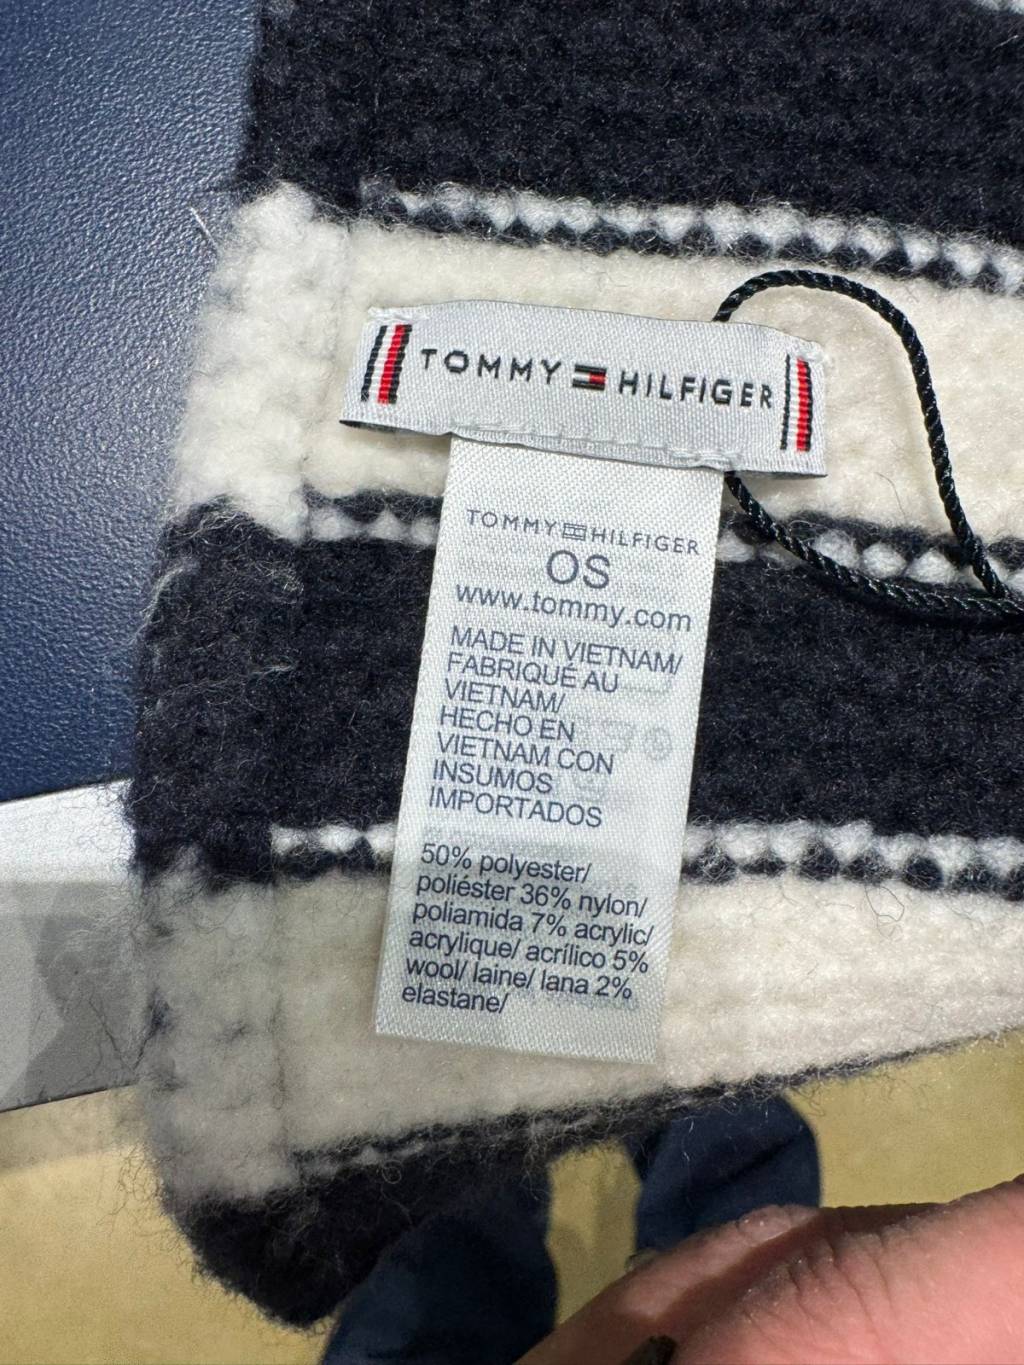 TOMMY HILFIGER
TOMMY HILFIGER
OS
www.tommy.com
MADE IN VIETNAM/
FABRIQUÉ AU
VIETNAM/
HECHO EN
VIETNAM CON
INSUMOS
IMPORTADOS
50% polyester/
poliéster 36% nylon/
poliamida 7% acrylic/
acrylique/ acrílico 5%
wool/ laine/ lana 2%
elastane/